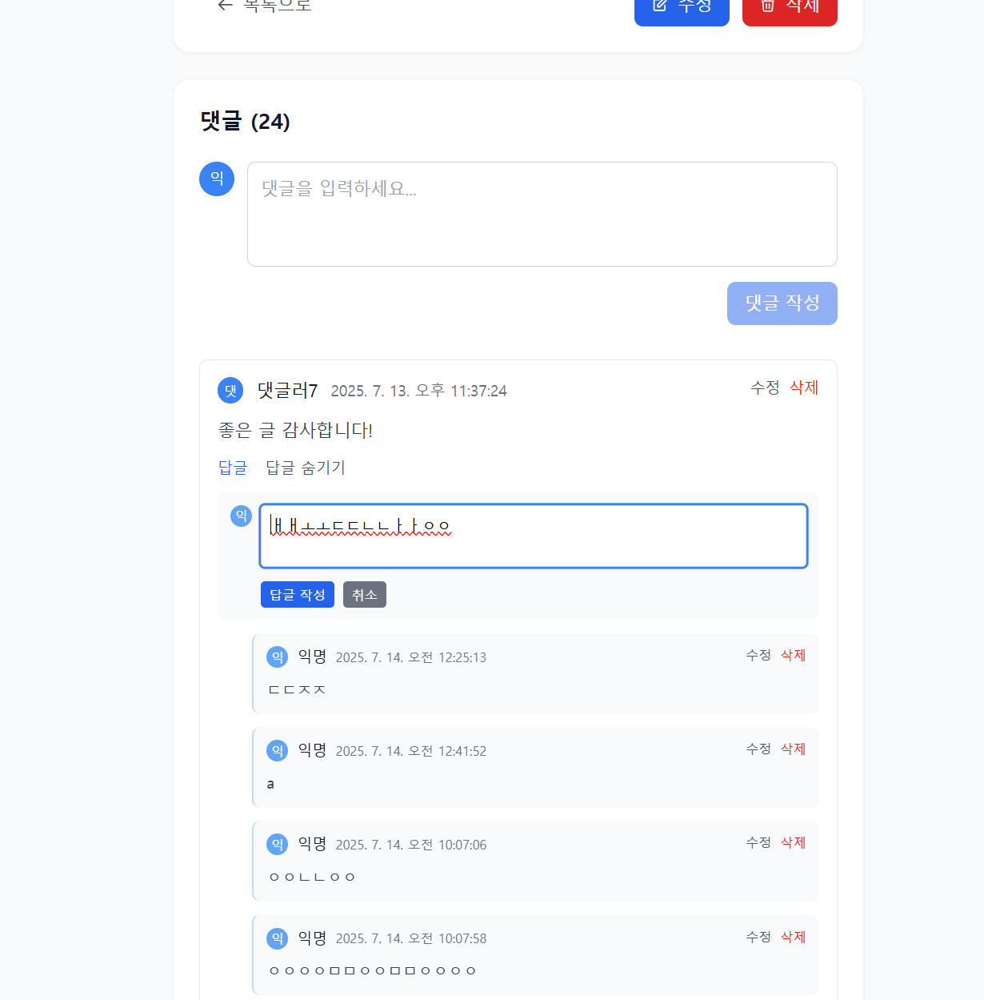 목록으로 수정 삭제
댓글 (24)
익 댓글을 입력하세요...
댓글 작성
댓 댓글러7 2025. 7. 13. 오후 11:37:24 수정 삭제
좋은 글 감사합니다!
답글 답글 숨기기
익 ㅐㅐㅗㅗㄷㄷㄴㄴㅏㅏㅇㅇ
답글 작성 취소
익 익명 2025. 7. 14. 오전 12:25:13 수정 삭제
ㄷㄷㅈㅈ
익 익명 2025. 7. 14. 오전 12:41:52 수정 삭제
a
익 익명 2025. 7. 14. 오전 10:07:06 수정 삭제
ㅇㅇㄴㄴㅇㅇ
익 익명 2025. 7. 14. 오전 10:07:58 수정 삭제
ㅇㅇㅇㅇㅁㅁㅇㅇㅁㅁㅇㅇㅇㅇ